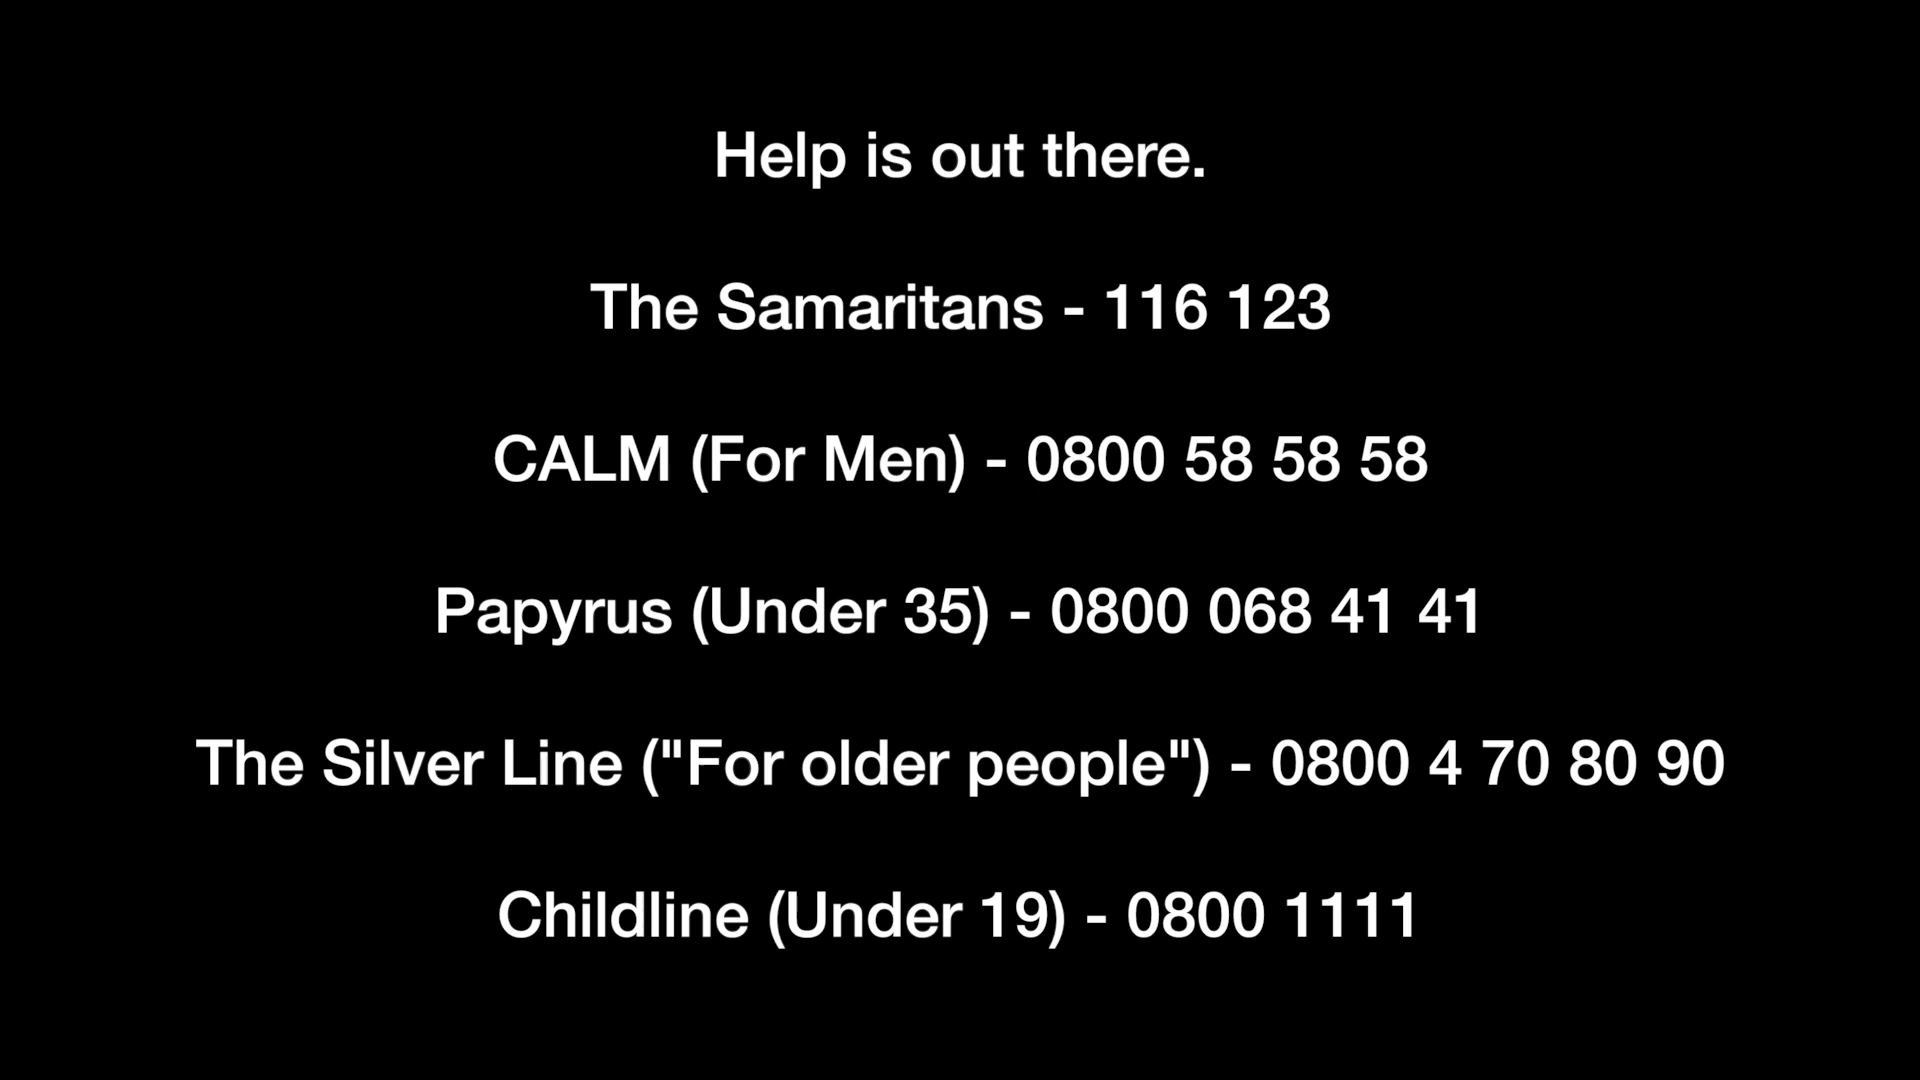 Help is out there.
The Samaritans - 116 123
CALM (For Men) - 0800 58 58 58
Papyrus (Under 35) - 0800 068 41 41
The Silver Line ("For older people") - 0800 4 70 80 90
Childline (Under 19) - 0800 1111